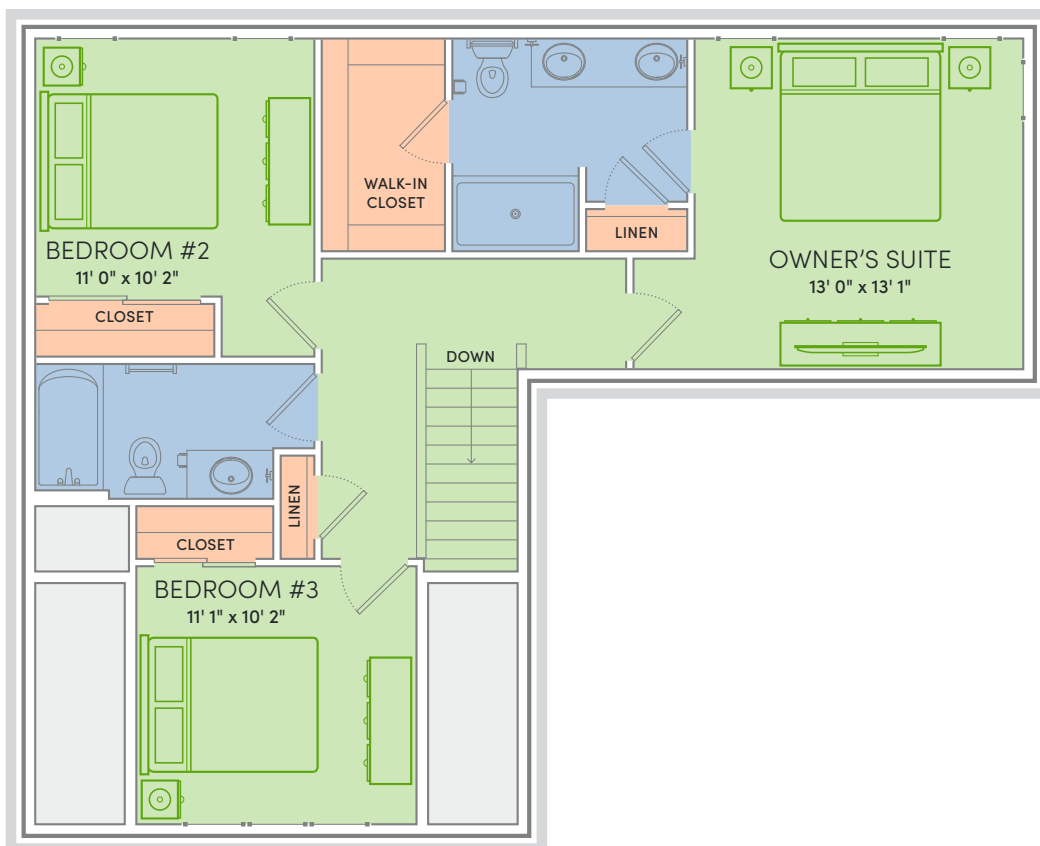 WALK-IN
CLOSET
LINEN
BEDROOM #2
11' 0" x 10' 2"
OWNER'S SUITE
13' 0" x 13' 1"
CLOSET
DOWN
LINEN
CLOSET
BEDROOM #3
11' 1" x 10' 2"